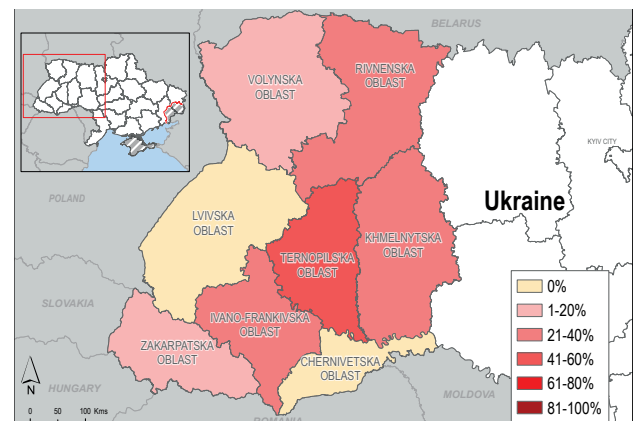 BELARUS
VOLYNSKA
OBLAST
RIVNENSKA
OBLAST
KYIV CITY
POLAND
LVIVSKA
OBLAST
Ukraine
TERNOPILSKA
OBLAST
KHMELNYTSKA
OBLAST
SLOVAKIA
IVANO-FRANKIVSKA
OBLAST
ZAKARPATSKA
OBLAST
CHERNIVETSKA
OBLAST
HUNGARY
MOLDOVA
ROMANIA
N
0 50 100 Kms
0%
1-20%
21-40%
41-60%
61-80%
81-100%